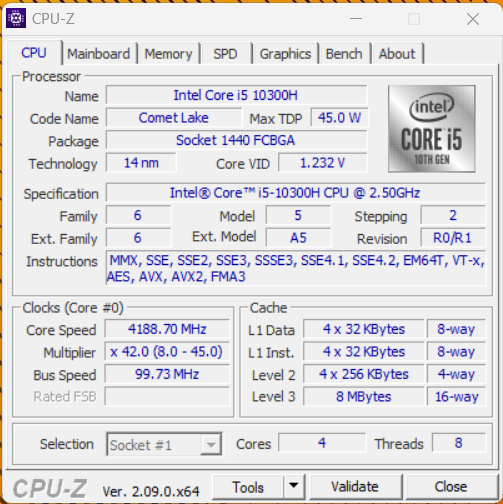 CPU-Z
CPU Mainboard Memory SPD Graphics Bench About
Processor
Name Intel Core i5 10300H
Code Name Comet Lake Max TDP 45.0 W
Package Socket 1440 FCBGA
Technology 14 nm Core VID 1.232 V
intel
CORE i5
10TH GEN
Specification Intel® Core™ i5-10300H CPU @ 2.50GHz
Family 6 Model 5 Stepping 2
Ext. Family 6 Ext. Model A5 Revision R0/R1
Instructions MMX, SSE, SSE2, SSE3, SSSE3, SSE4.1, SSE4.2, EM64T, VT-x,
AES, AVX, AVX2, FMA3
Clocks (Core #0)
Core Speed 4188.70 MHz
Multiplier x 42.0 (8.0 - 45.0)
Bus Speed 99.73 MHz
Rated FSB
Cache
L1 Data 4 x 32 KBytes 8-way
L1 Inst. 4 x 32 KBytes 8-way
Level 2 4 x 256 KBytes 4-way
Level 3 8 MBytes 16-way
Selection Socket #1 Cores 4 Threads 8
CPU-Z Ver. 2.09.0.x64 Tools Validate Close